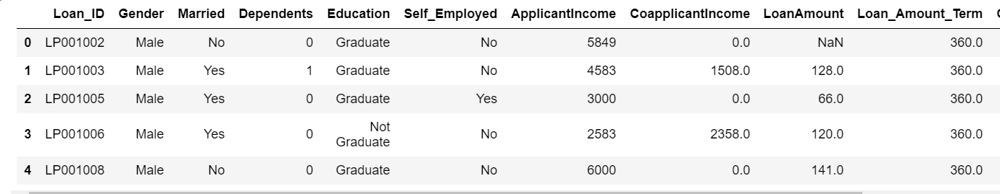 Loan_ID Gender Married Dependents Education Self_Employed ApplicantIncome CoapplicantIncome LoanAmount Loan_Amount_Term
0 LP001002 Male No 0 Graduate No 5849 0.0 NaN 360.0
1 LP001003 Male Yes 1 Graduate No 4583 1508.0 128.0 360.0
2 LP001005 Male Yes 0 Graduate Yes 3000 0.0 66.0 360.0
3 LP001006 Male Yes 0 Not Graduate No 2583 2358.0 120.0 360.0
4 LP001008 Male No 0 Graduate No 6000 0.0 141.0 360.0